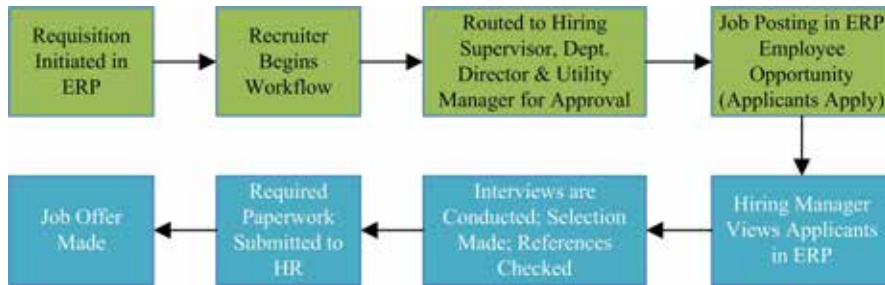 Requisition
Initiated in
ERP
Recruiter
Begins
Workflow
Routed to Hiring
Supervisor, Dept.
Director & Utility
Manager for Approval
Job Posting in ERP
Employee
Opportunity
(Applicants Apply)
Hiring Manager
Views Applicants
in ERP
Interviews are
Conducted; Selection
Made; References
Checked
Required
Paperwork
Submitted to
HR
Job Offer
Made